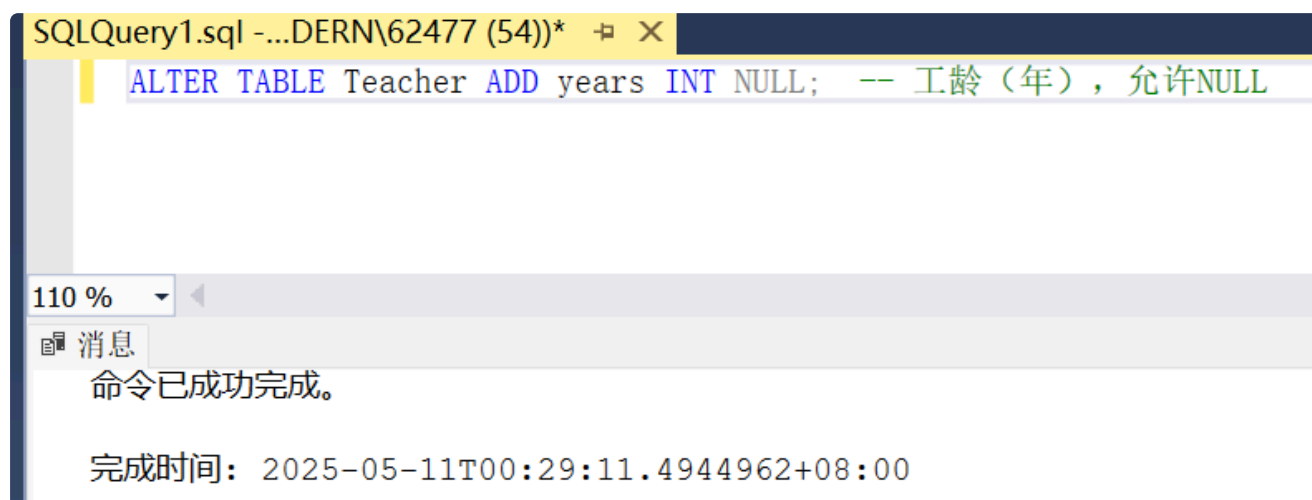 SQLQuery1.sql -...DERN\62477 (54))*
ALTER TABLE Teacher ADD years INT NULL;  -- 工龄（年），允许NULL
110 %
消息
命令已成功完成。
完成时间: 2025-05-11T00:29:11.4944962+08:00